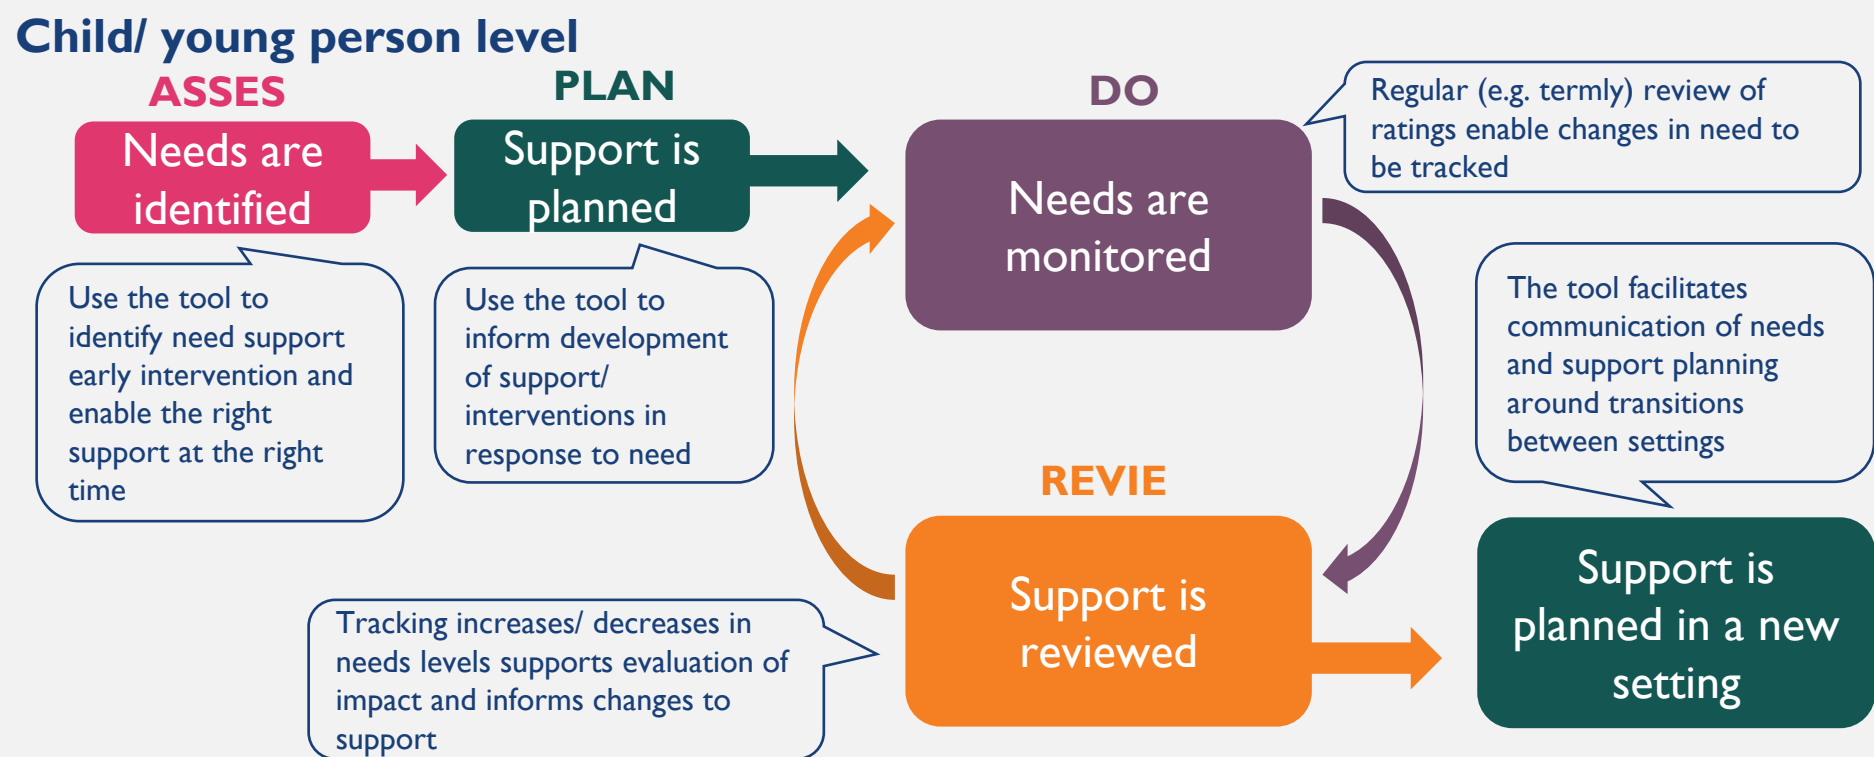 Child/ young person level
ASSES
Needs are
identified
Use the tool to
identify need support
early intervention and
enable the right
support at the right
time
PLAN
Support is
planned
Use the tool to
inform development
of support/
interventions in
response to need
DO
Needs are
monitored
Regular (e.g. termly) review of
ratings enable changes in need to
be tracked
REVIE
Support is
reviewed
Tracking increases/ decreases in
needs levels supports evaluation of
impact and informs changes to
support
The tool facilitates
communication of needs
and support planning
around transitions
between settings
Support is
planned in a new
setting